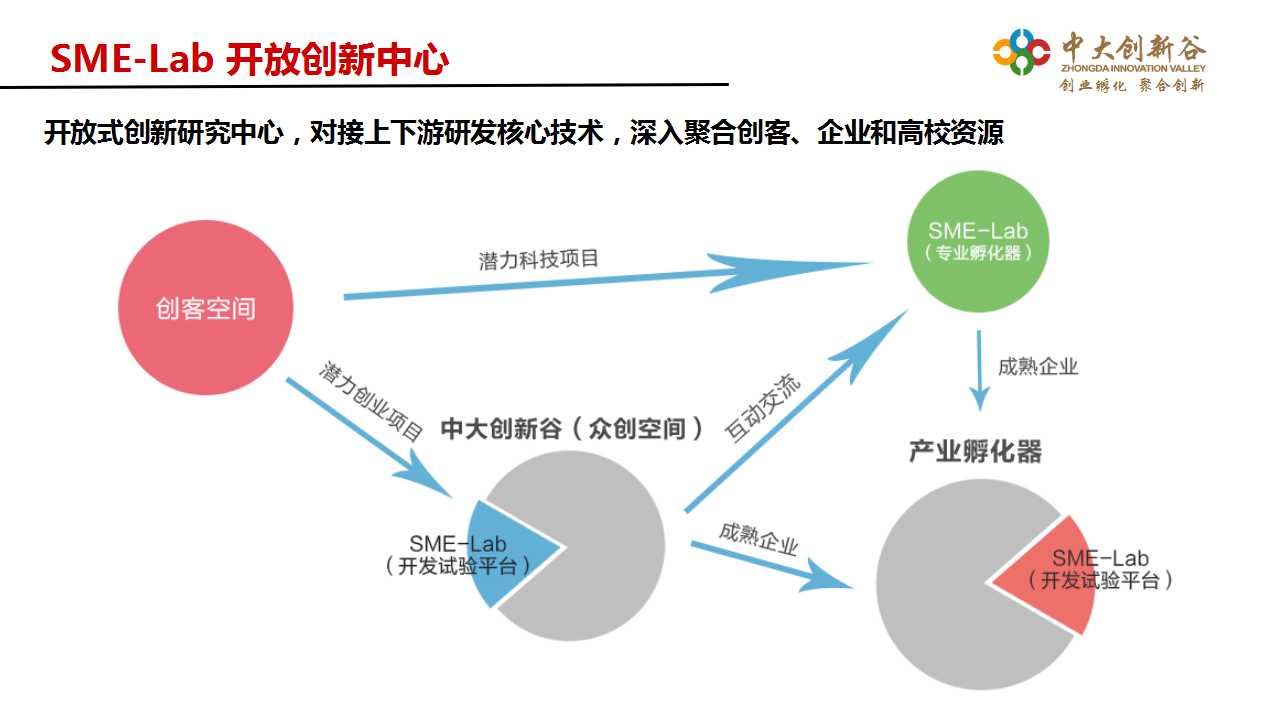 SME-Lab 开放创新中心
中大创新谷
ZHONGDA INNOVATION VALLEY
创业孵化 聚合创新
开放式创新研究中心，对接上下游研发核心技术，深入聚合创客、企业和高校资源
SME-Lab
（专业孵化器）
潜力科技项目
创客空间
潜力创业项目
成熟企业
互动交流
中大创新谷（众创空间）
产业孵化器
成熟企业
SME-Lab
（开发试验平台）
SME-Lab
（开发试验平台）